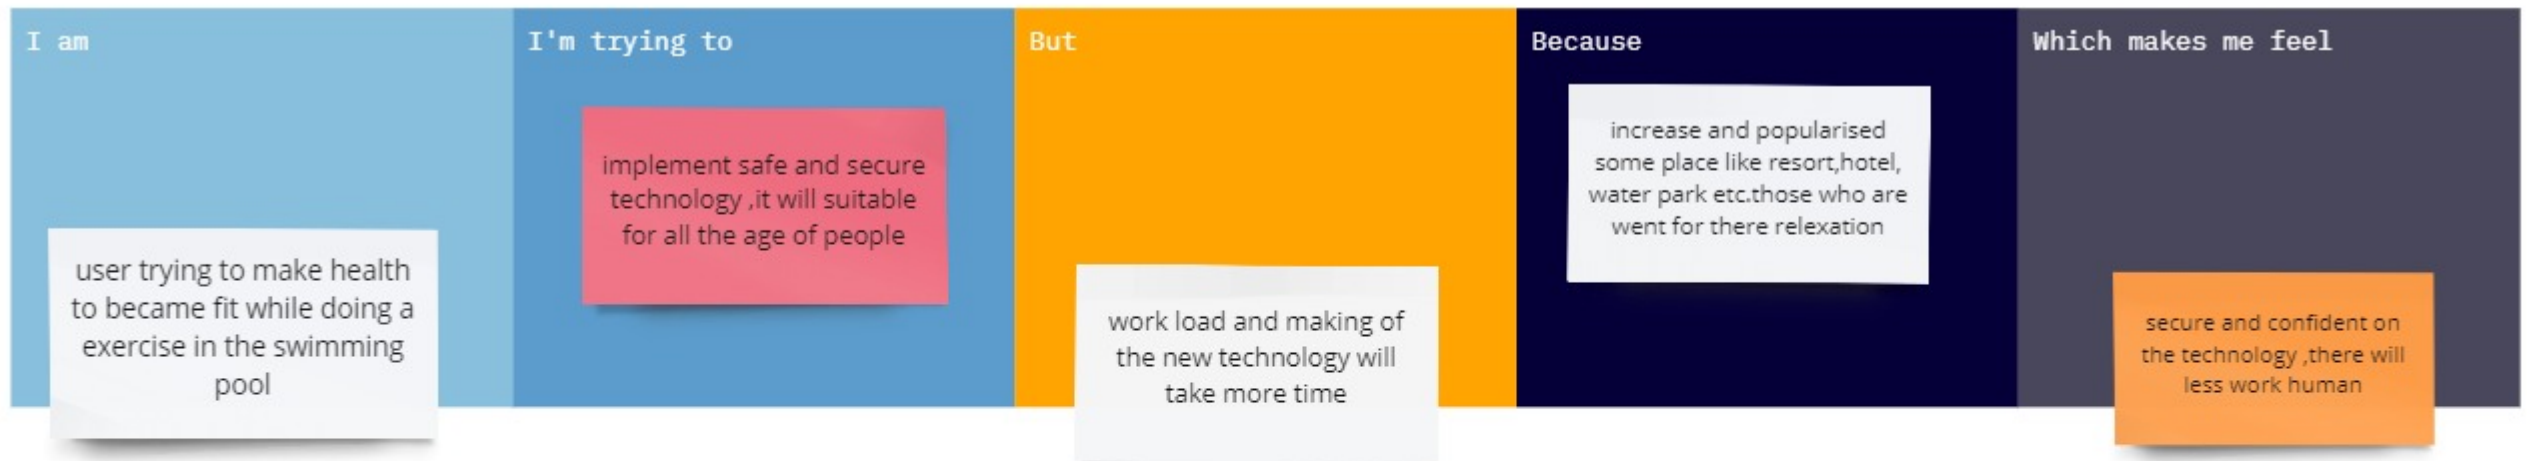 I am
user trying to make health
to became fit while doing a
exercise in the swimming
pool
I'm trying to
implement safe and secure
technology ,it will suitable
for all the age of people
But
work load and making of
the new technology will
take more time
Because
increase and popularised
some place like resort,hotel,
water park etc.those who are
went for there relexation
Which makes me feel
secure and confident on
the technology ,there will
less work human